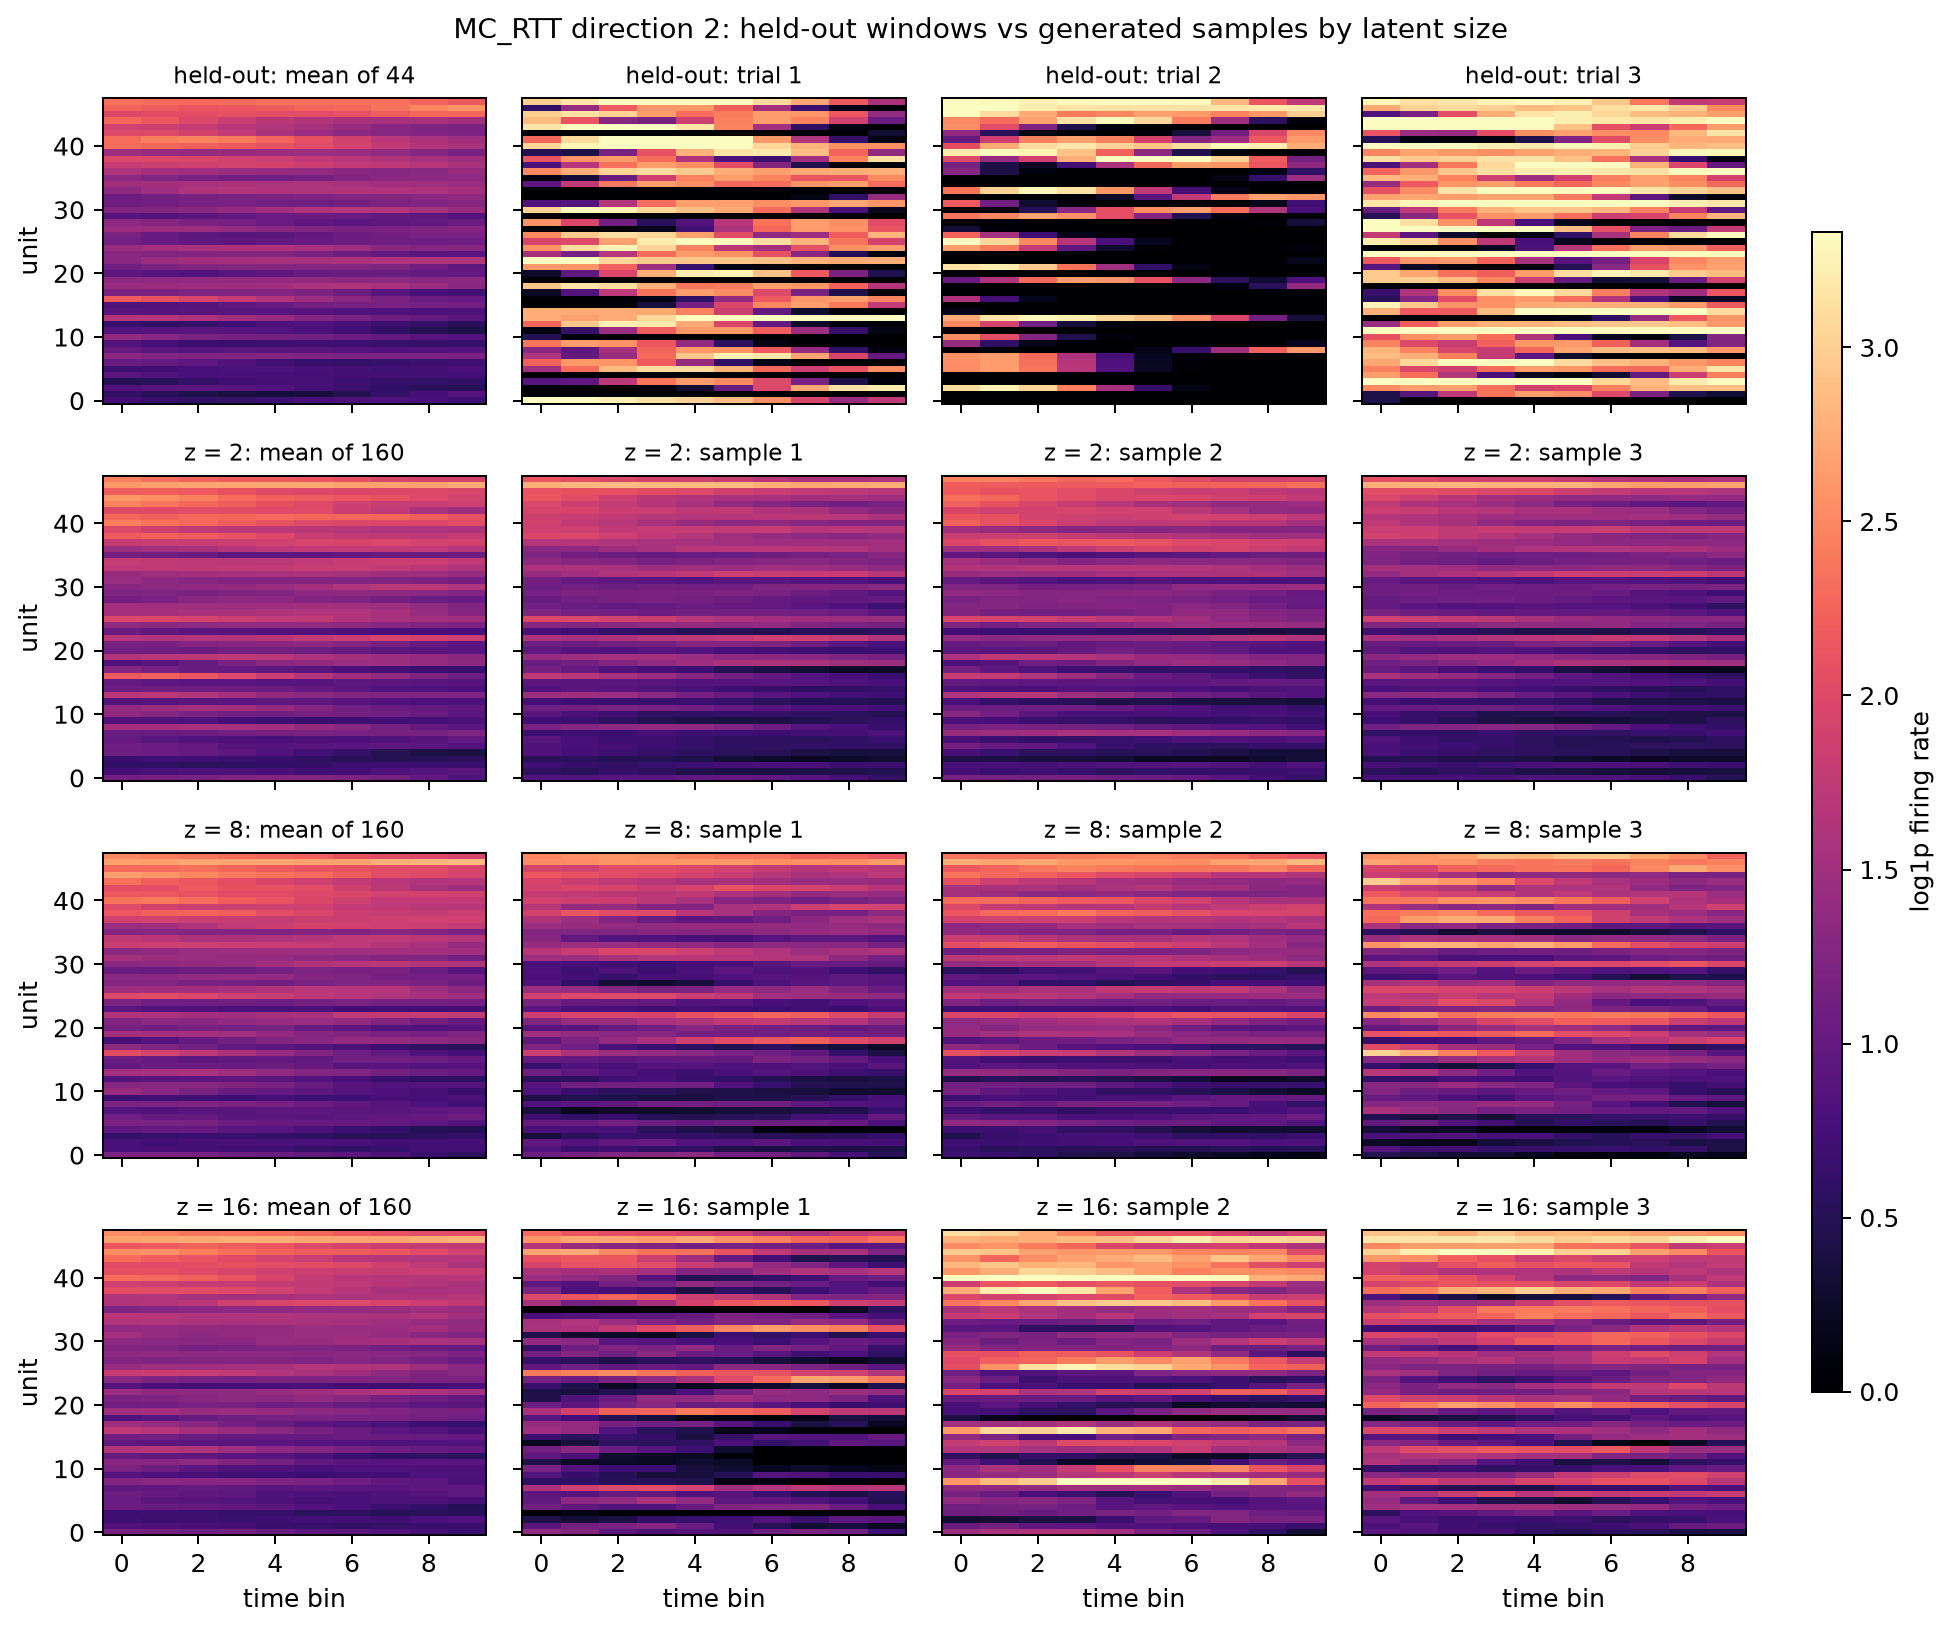 MC_RTT direction 2: held-out windows vs generated samples by latent size
held-out: mean of 44
held-out: trial 1
held-out: trial 2
held-out: trial 3
unit
40
30
20
10
0
z = 2: mean of 160
z = 2: sample 1
z = 2: sample 2
z = 2: sample 3
unit
40
30
20
10
0
z = 8: mean of 160
z = 8: sample 1
z = 8: sample 2
z = 8: sample 3
unit
40
30
20
10
0
z = 16: mean of 160
z = 16: sample 1
z = 16: sample 2
z = 16: sample 3
unit
40
30
20
10
0
0 2 4 6 8
0 2 4 6 8
0 2 4 6 8
0 2 4 6 8
time bin
time bin
time bin
time bin
3.0
2.5
2.0
1.5
1.0
0.5
0.0
log1p firing rate